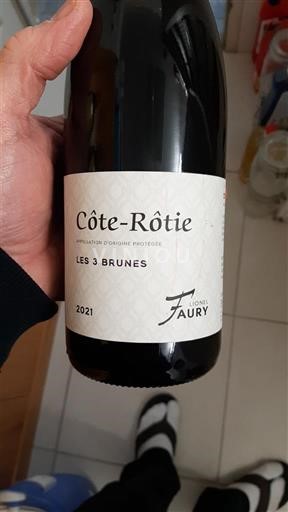 Côte-Rôtie
APPELLATION D'ORIGINE PROTÉGÉE
LES 3 BRUNES
2021
LIONEL
FAURY